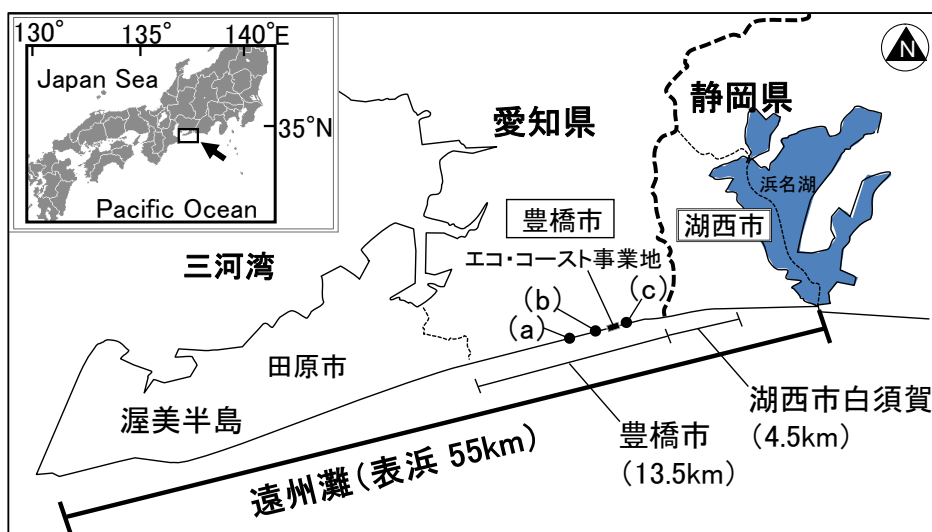 130°
135°
140°E
Japan Sea
35°N
Pacific Ocean
N
愛知県
静岡県
浜名湖
湖西市
豊橋市
エコ・コースト事業地
三河湾
(a)
(b)
(c)
田原市
渥美半島
湖西市白須賀
(4.5km)
豊橋市
(13.5km)
遠州灘(表浜 55km)